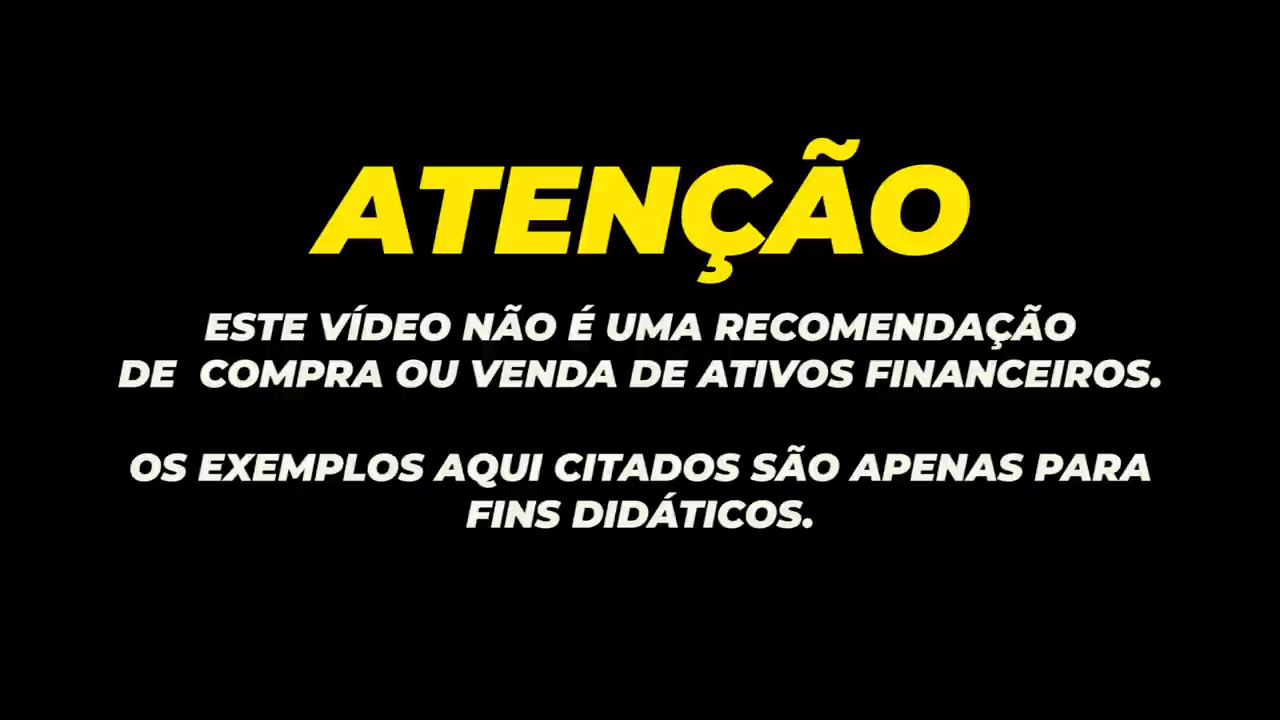 ATENÇÃO
ESTE VÍDEO NÃO É UMA RECOMENDAÇÃO
DE  COMPRA OU VENDA DE ATIVOS FINANCEIROS.
OS EXEMPLOS AQUI CITADOS SÃO APENAS PARA
FINS DIDÁTICOS.